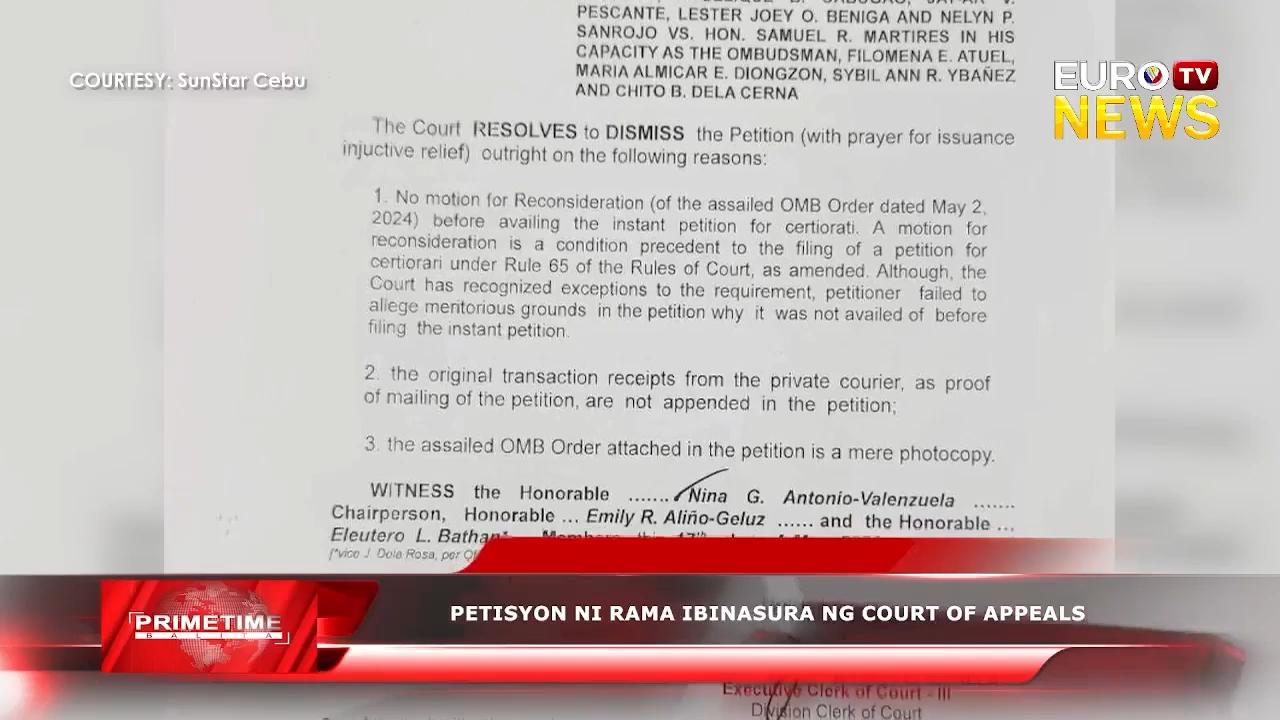 PESCANTE, LESTER JOEY O. BENIGA AND NELYN P.
SANROJO VS. HON. SAMUEL R. MARTIRES IN HIS
CAPACITY AS THE OMBUDSMAN, FILOMENA E. ATUEL,
MARIA ALMICAR E. DIONGZON, SYBIL ANN R. YBAÑEZ
AND CHITO B. DELA CERNA
COURTESY: SunStar Cebu
EURO TV
NEWS
The Court RESOLVES to DISMISS the Petition (with prayer for issuance
injuctive relief) outright on the following reasons:
1. No motion for Reconsideration (of the assailed OMB Order dated May 2,
2024) before availing the instant petition for certiorati. A motion for
reconsideration is a condition precedent to the filing of a petition for
certiorari under Rule 65 of the Rules of Court, as amended. Although, the
Court has recognized exceptions to the requirement, petitioner failed to
allege meritorious grounds in the petition why it was not availed of before
filing the instant petition.
2. the original transaction receipts from the private courier, as proof
of mailing of the petition, are not appended in the petition;
3. the assailed OMB Order attached in the petition is a mere photocopy.
WITNESS the Honorable ....... Nina G. Antonio-Valenzuela .......
Chairperson, Honorable ... Emily R. Aliño-Geluz ...... and the Honorable ...
Eleutero L. Bathan*
(*vice J. Dela Rosa, per
PRIMETIME
BALITA
PETISYON NI RAMA IBINASURA NG COURT OF APPEALS
Executive Clerk of Court - III
Division Clerk of Court